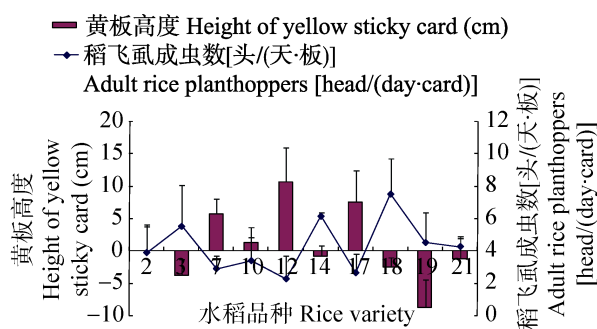 黄板高度 Height of yellow sticky card (cm)
稻飞虱成虫数[头/(天·板)]
Adult rice planthoppers [head/(day·card)]
黄板高度
Height of yellow
sticky card (cm)
20
15
10
5
0
−5
−10
2 3 7 10 12 14 17 18 19 21
水稻品种 Rice variety
12
10
8
6
4
2
0
稻飞虱成虫数[头/(天·板)]
Adult rice planthoppers
[head/(day·card)]